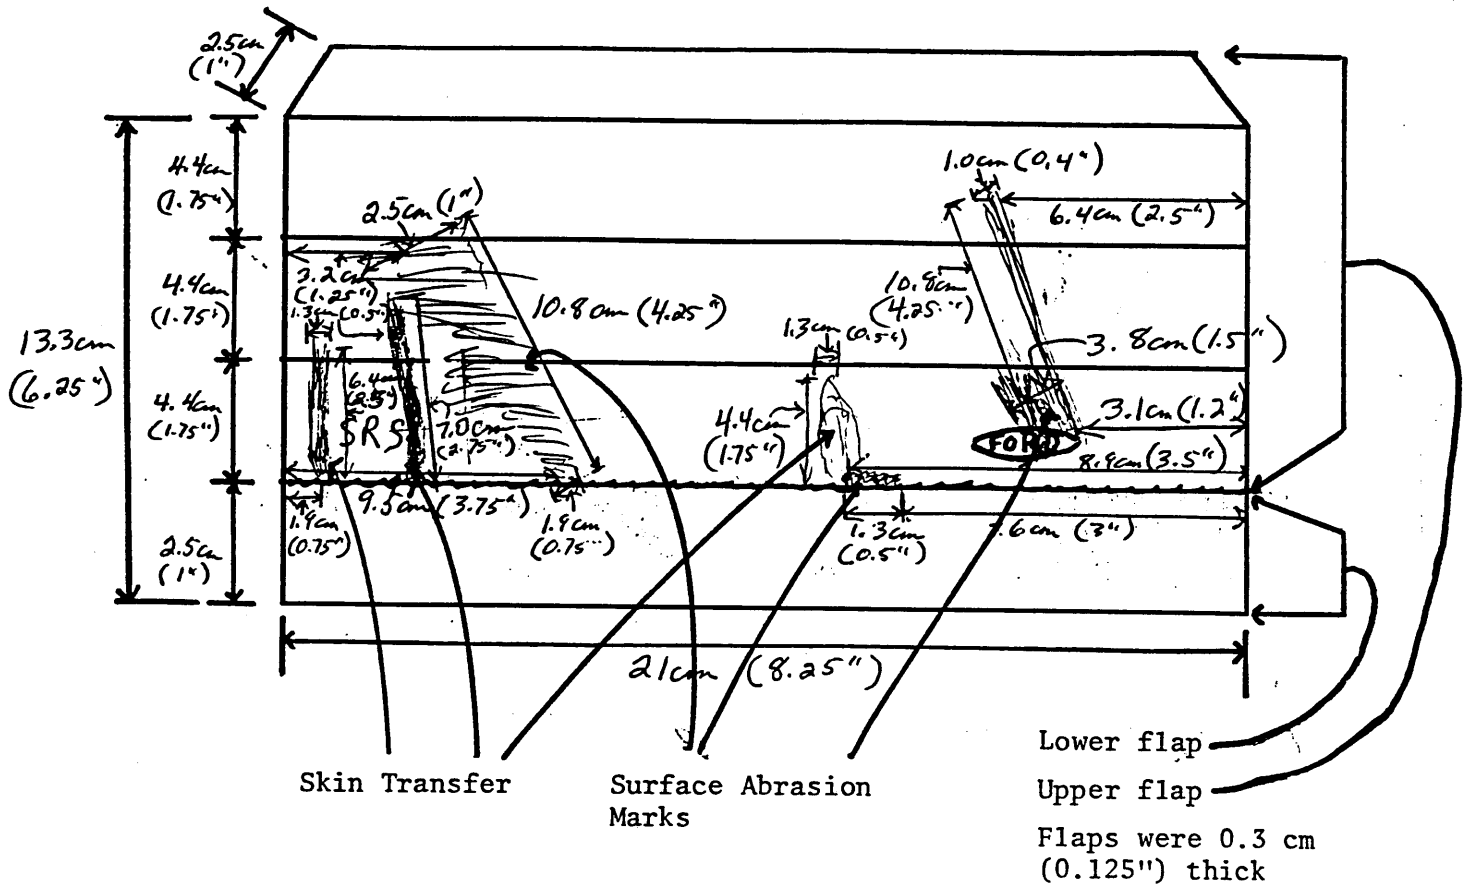 2.5cm
(1")
1.0cm (0.4")
4.4cm
(1.75")
2.5cm (1")
6.4cm (2.5")
3.2cm
(1.25")
4.4cm
(1.75")
10.8cm (4.25")
10.8cm
(4.25")
1.3cm (0.5")
1.3cm (0.5")
13.3cm
(6.25")
3.8cm (1.5")
6.4cm
(2.5")
4.4cm
(1.75")
SRS
7.0cm
(2.75")
4.4cm
(1.75")
3.1cm (1.2"
FORD
8.9cm (3.5")
9.5cm (3.75")
1.9cm
(0.75")
1.9cm
(0.75")
1.3cm
(0.5")
7.6cm (3")
2.5cm
(1")
21cm (8.25")
Skin Transfer
Surface Abrasion
Marks
Lower flap
Upper flap
Flaps were 0.3 cm
(0.125") thick